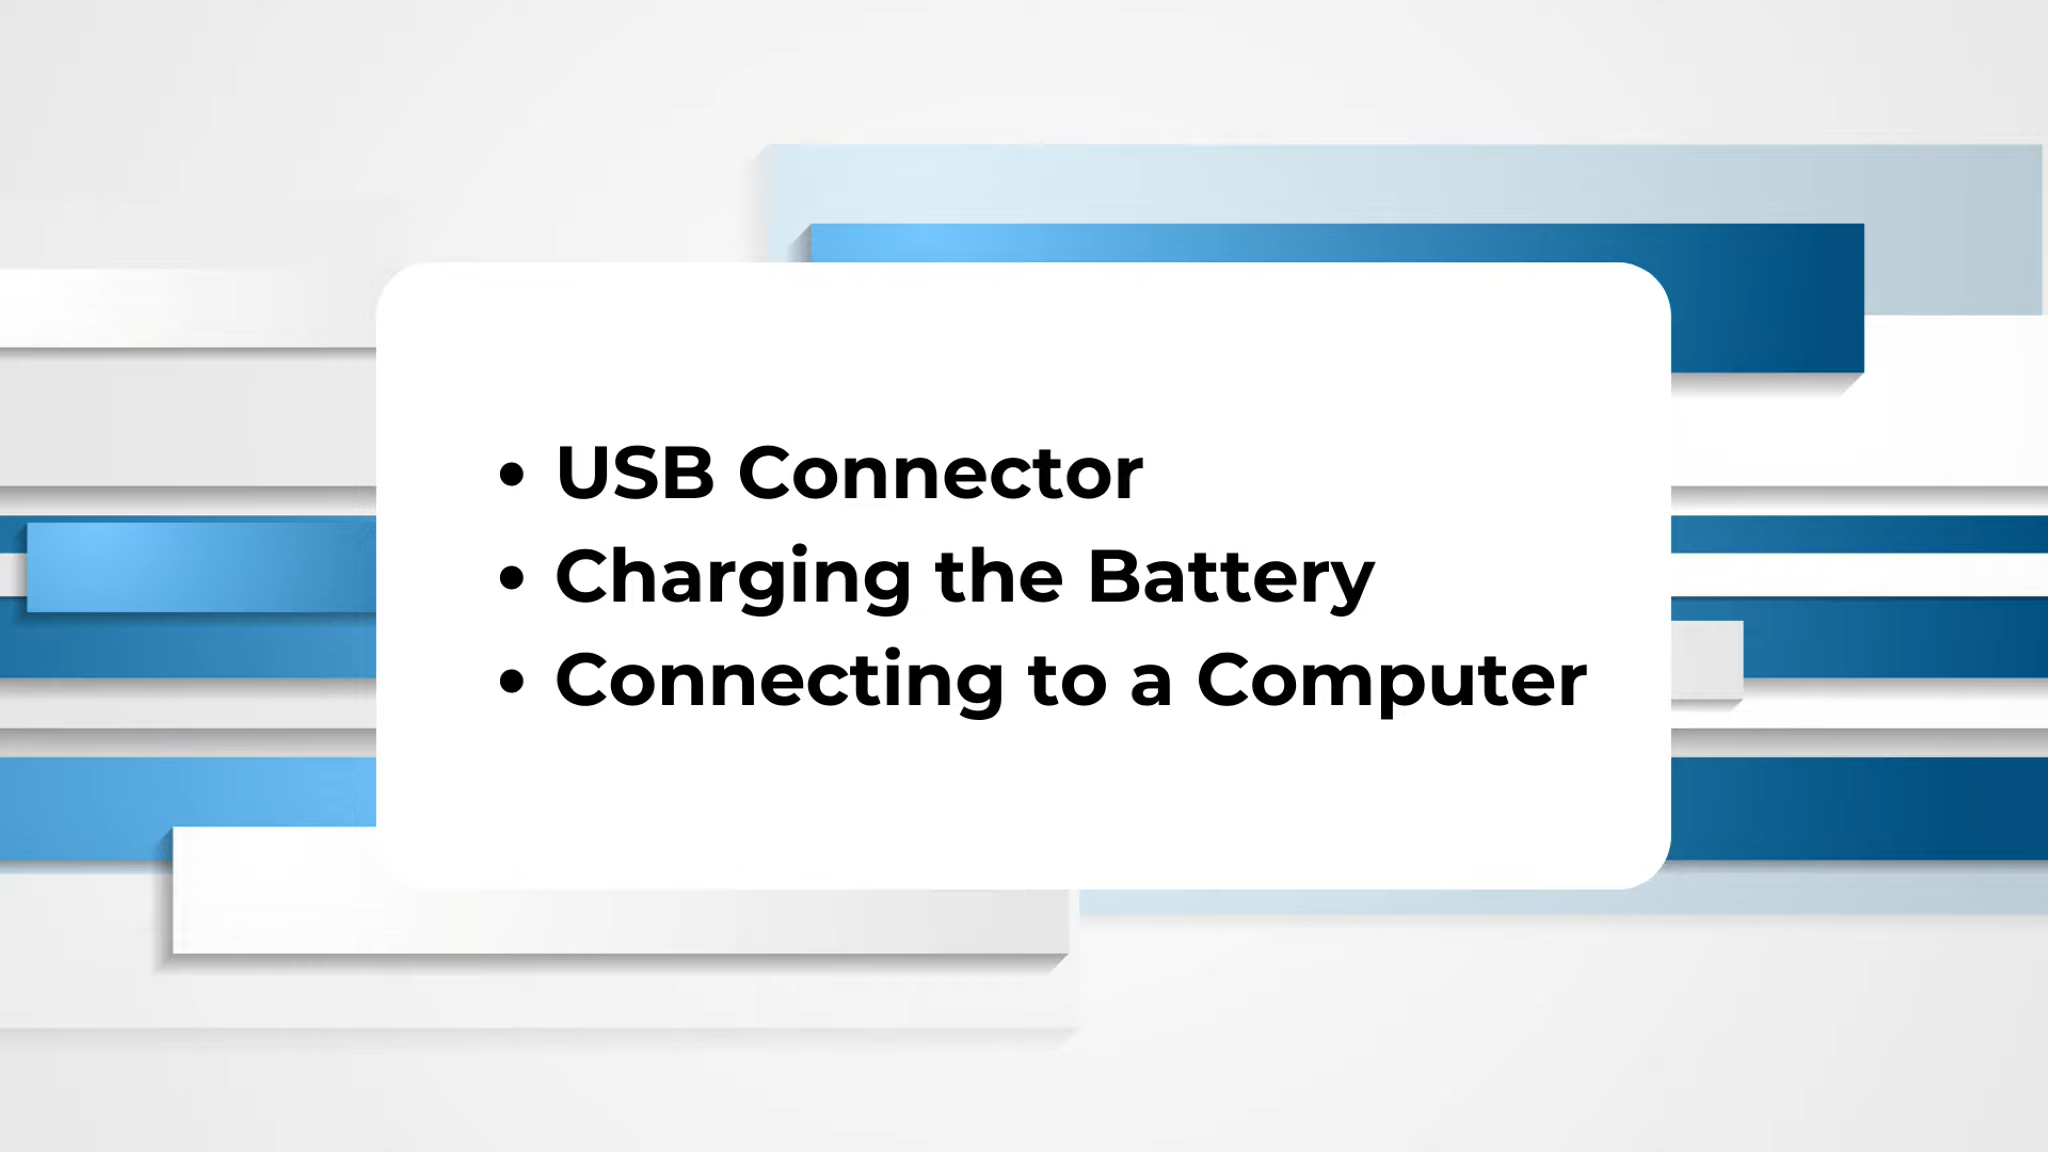 • USB Connector
• Charging the Battery
• Connecting to a Computer